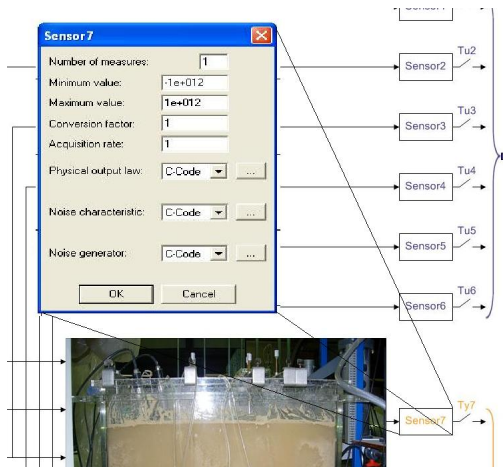 Sensor7
Number of measures: 1
Minimum value: -1e+012
Maximum value: 1e+012
Conversion factor: 1
Acquisition rate: 1
Physical output law: C-Code ...
Noise characteristic: C-Code ...
Noise generator: C-Code ...
OK Cancel
Sensor2 Tu2
Sensor3 Tu3
Sensor4 Tu4
Sensor5 Tu5
Sensor6 Tu6
Sensor7 Ty7